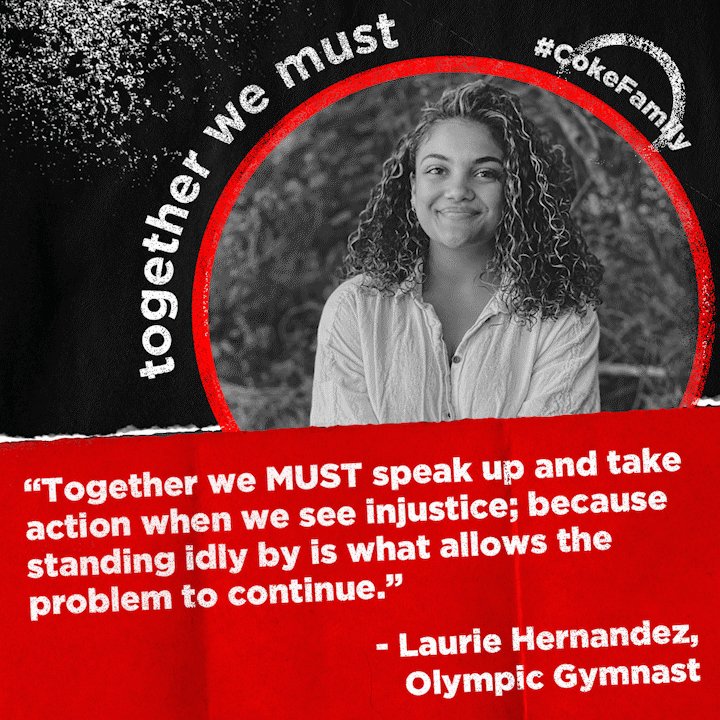 together we must
#CokeFamily
“Together we MUST speak up and take
action when we see injustice; because
standing idly by is what allows the
problem to continue.”
- Laurie Hernandez,
Olympic Gymnast